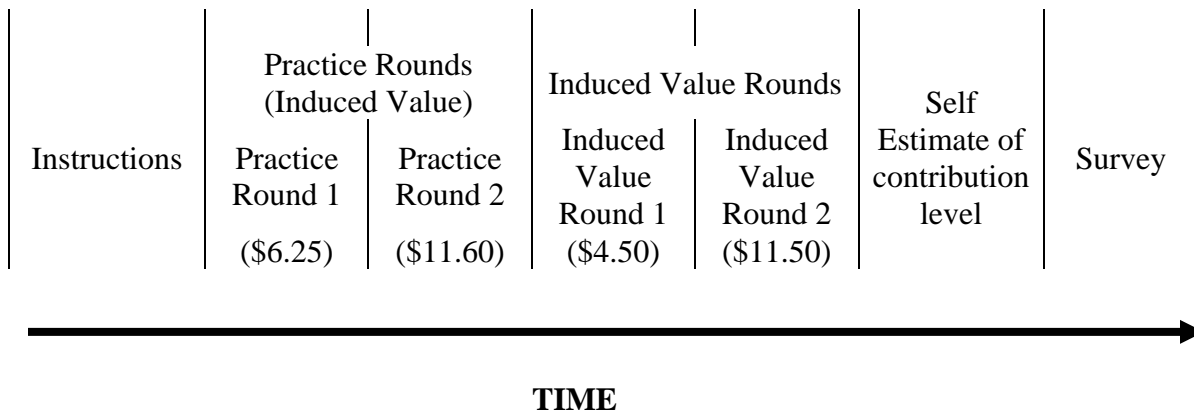 Instructions
Practice Rounds
(Induced Value)
Practice
Round 1
($6.25)
Practice
Round 2
($11.60)
Induced Value Rounds
Induced
Value
Round 1
($4.50)
Induced
Value
Round 2
($11.50)
Self
Estimate of
contribution
level
Survey
TIME